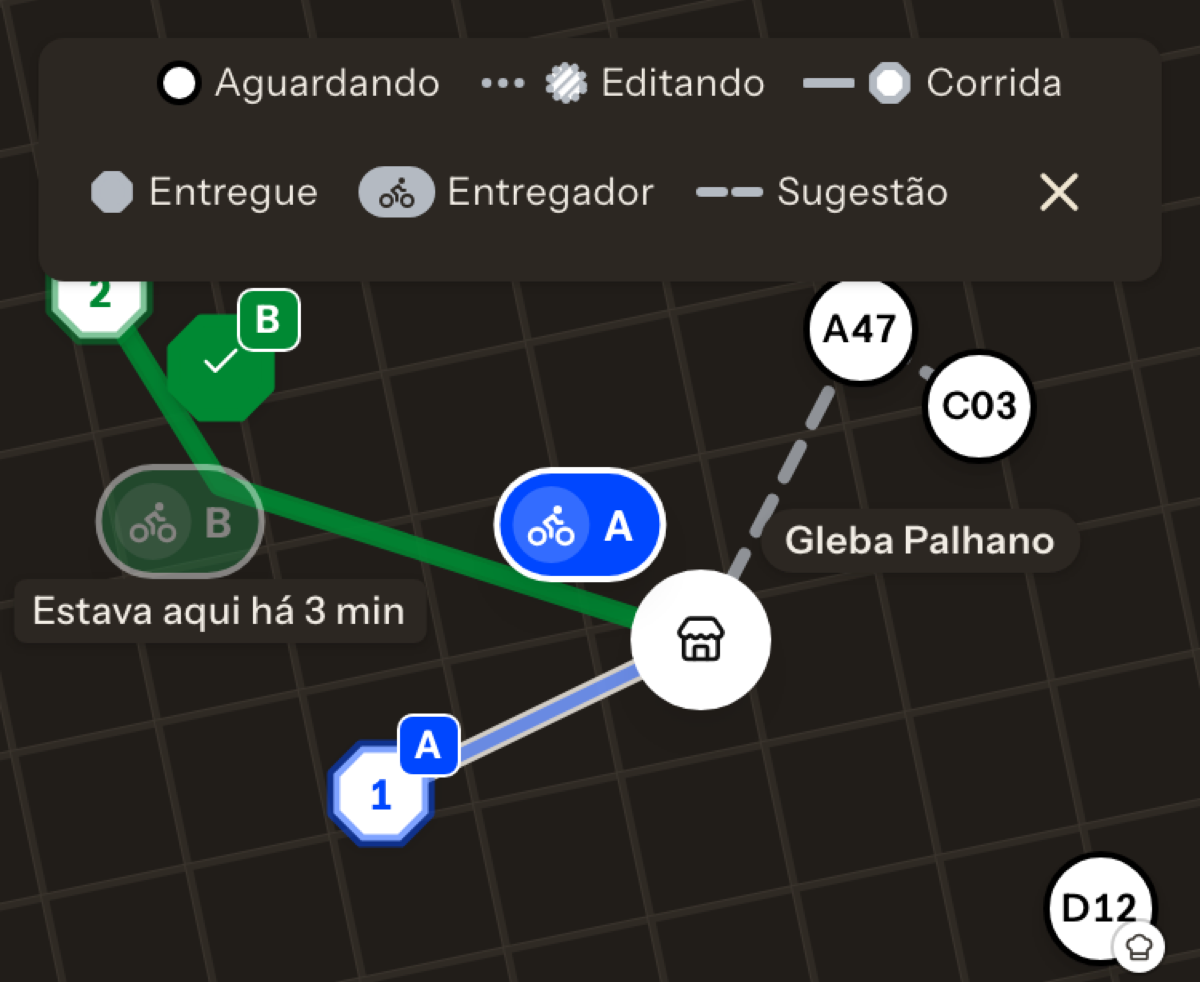 Aguardando
Editando
Corrida
Entregue
Entregador
Sugestão
2
B
A47
C03
B
A
Gleba Palhano
Estava aqui há 3 min
A
1
D12